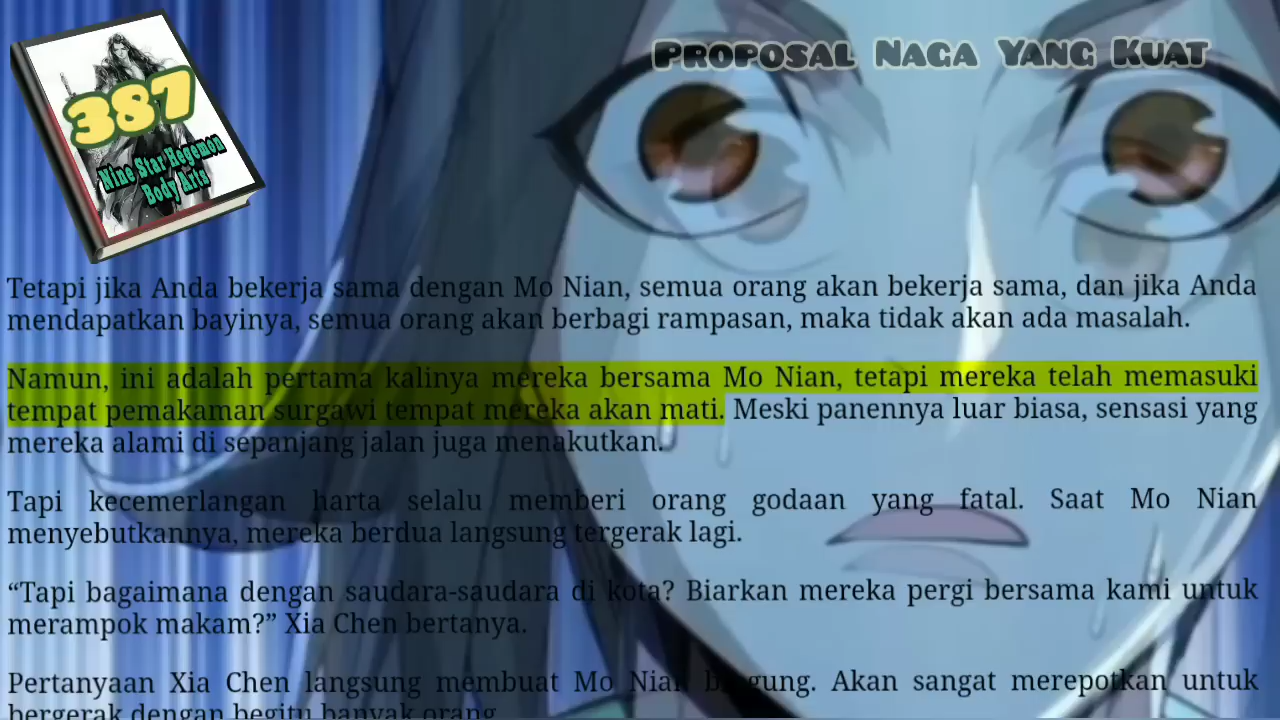 Proposal Naga Yang Kuat
387
Nine Star Hegemon
Body Arts
Tetapi jika Anda bekerja sama dengan Mo Nian, semua orang akan bekerja sama, dan jika Anda
mendapatkan bayinya, semua orang akan berbagi rampasan, maka tidak akan ada masalah.
Namun, ini adalah pertama kalinya mereka bersama Mo Nian, tetapi mereka telah memasuki
tempat pemakaman surgawi tempat mereka akan mati. Meski panennya luar biasa, sensasi yang
mereka alami di sepanjang jalan juga menakutkan.
Tapi kecemerlangan harta selalu memberi orang godaan yang fatal. Saat Mo Nian
menyebutkannya, mereka berdua langsung tergerak lagi.
“Tapi bagaimana dengan saudara-saudara di kota? Biarkan mereka pergi bersama kami untuk
merampok makam?” Xia Chen bertanya.
Pertanyaan Xia Chen langsung membuat Mo Nian bingung. Akan sangat merepotkan untuk
bergerak dengan begitu banyak orang.